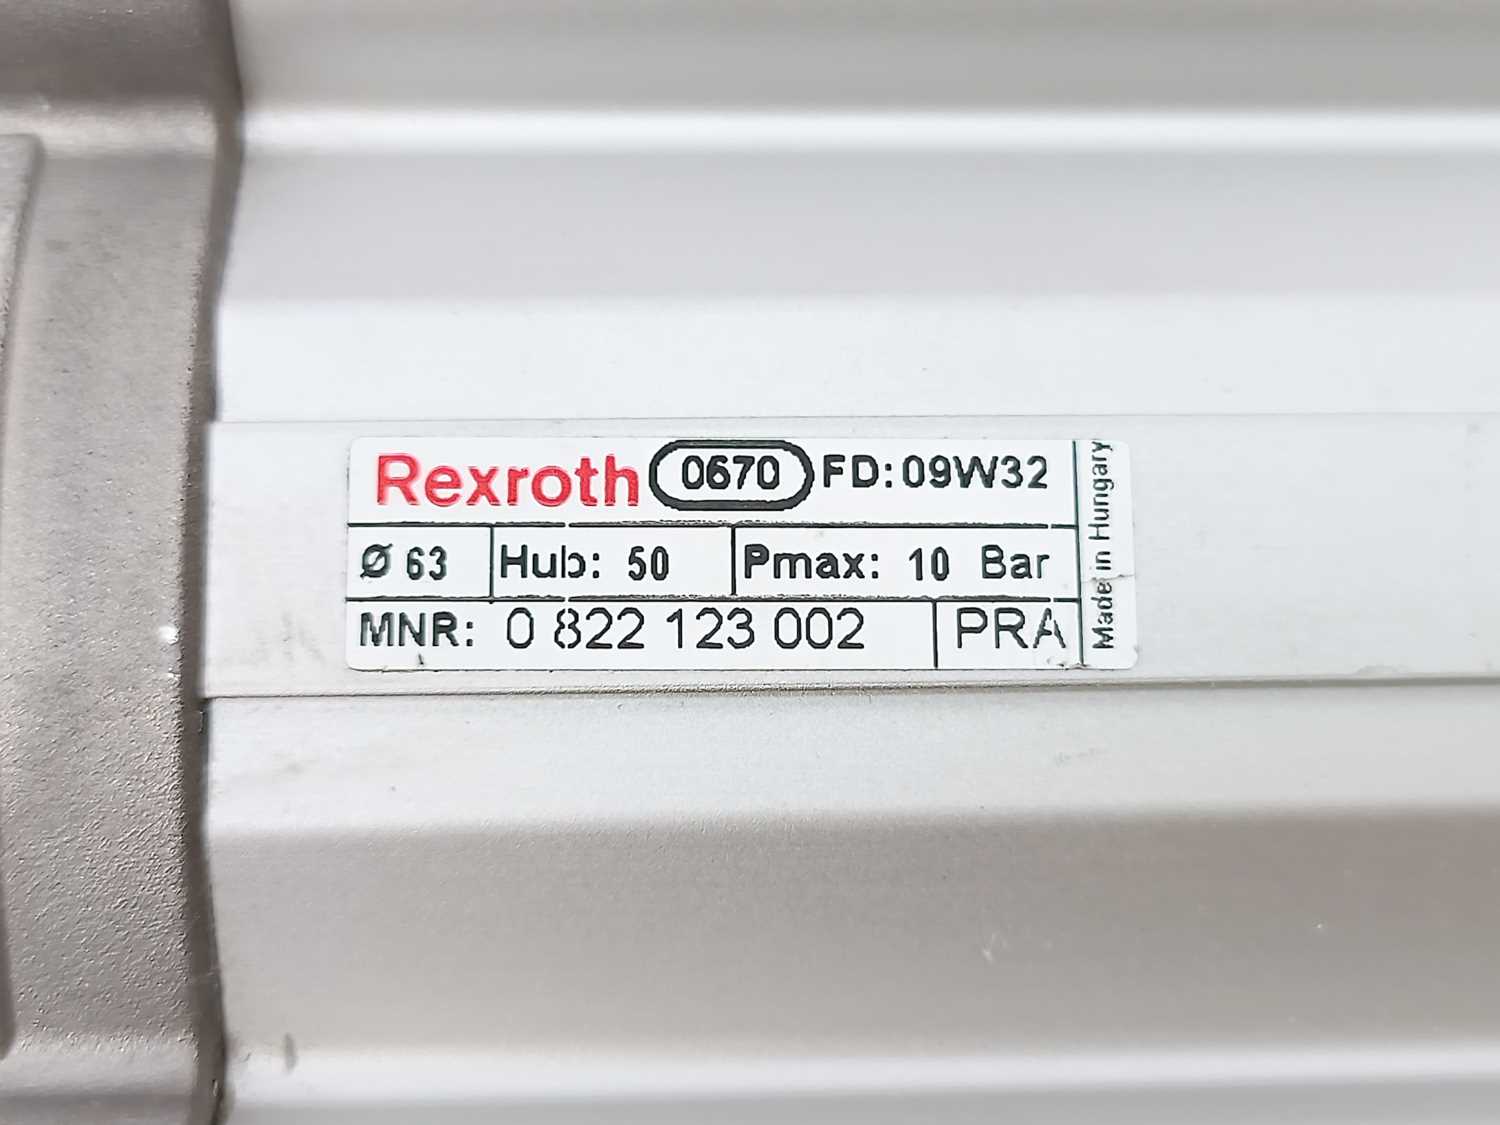 Rexroth 0670 FD: 09W32
Ø 63 Hub: 50 Pmax: 10 Bar
MNR: 0 822 123 002 PRA
Made in Hungary